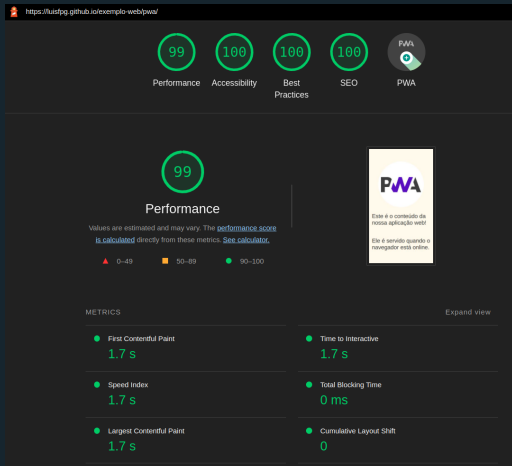 https://luisfpg.github.io/exemplo-web/pwa/
99 100 100 100 PWA
Performance Accessibility Best Practices SEO PWA
99
Performance
Values are estimated and may vary. The performance score
is calculated directly from these metrics. See calculator.
0–49 50–89 90–100
PWA
Este é o conteúdo da
nossa aplicação web!
Ele é servido quando o
navegador está online.
METRICS Expand view
First Contentful Paint
1.7 s
Time to Interactive
1.7 s
Speed Index
1.7 s
Total Blocking Time
0 ms
Largest Contentful Paint
1.7 s
Cumulative Layout Shift
0